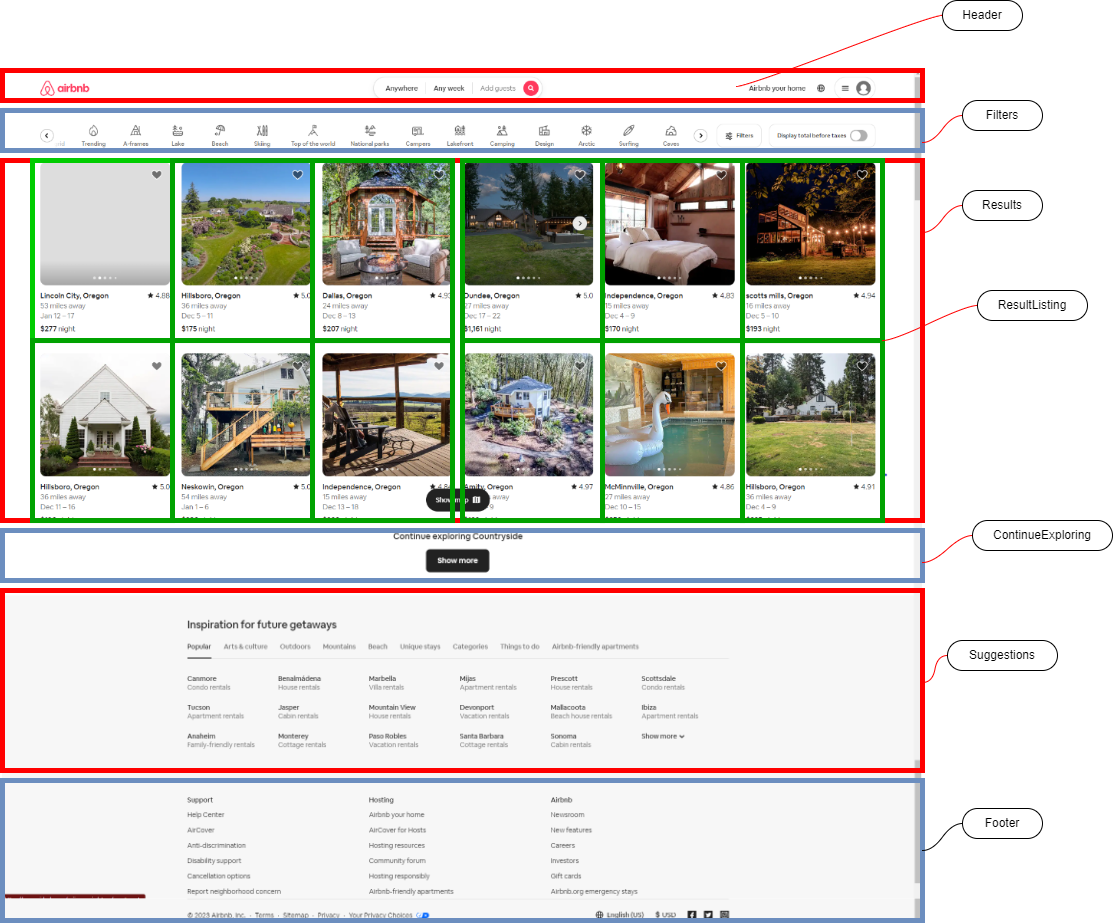 Header
airbnb
Anywhere Any week Add guests
Airbnb your home
Filters
Trending A-frames Lake Beach Skiing Top of the world National parks Campers Lakefront Camping Design Arctic Surfing Caves
Filters
Display total before taxes
Results
Lincoln City, Oregon 4.88
53 miles away
Jan 12 – 17
$277 night
Hillsboro, Oregon 5.0
36 miles away
Dec 5 – 11
$175 night
Dallas, Oregon
24 miles away
Dec 8 – 13
$207 night
Dundee, Oregon 5.0
27 miles away
Dec 17 – 22
$1,161 night
Independence, Oregon 4.83
15 miles away
Dec 4 – 9
$170 night
scotts mills, Oregon 4.94
16 miles away
Dec 5 – 10
$193 night
ResultListing
Hillsboro, Oregon 5.0
36 miles away
Dec 11 – 16
Neskowin, Oregon 5.0
54 miles away
Jan 1 – 6
Independence, Oregon
15 miles away
Dec 13 – 18
Amity, Oregon 4.97
miles away
9
McMinnville, Oregon 4.86
27 miles away
Dec 10 – 15
Hillsboro, Oregon 4.91
36 miles away
Dec 4 – 9
Show map
Continue exploring Countryside
Show more
ContinueExploring
Inspiration for future getaways
Popular Arts & culture Outdoors Mountains Beach Unique stays Categories Things to do Airbnb-friendly apartments
Suggestions
Canmore Benalmádena Marbella Mijas Prescott Scottsdale
Condo rentals House rentals Villa rentals Apartment rentals House rentals Condo rentals
Tucson Jasper Mountain View Devonport Mallacoota Ibiza
Apartment rentals Cabin rentals House rentals Vacation rentals Beach house rentals Apartment rentals
Anaheim Monterey Paso Robles Santa Barbara Sonoma Show more
Family-friendly rentals Cottage rentals Vacation rentals Cottage rentals Cabin rentals
Support Hosting Airbnb
Help Center Airbnb your home Newsroom
AirCover AirCover for Hosts New features
Anti-discrimination Hosting resources Careers
Disability support Community forum Investors
Cancellation options Hosting responsibly Gift cards
Report neighborhood concern Airbnb-friendly apartments Airbnb.org emergency stays
Footer
© 2023 Airbnb, Inc. · Terms · Sitemap · Privacy · Your Privacy Choices
English (US) $ USD